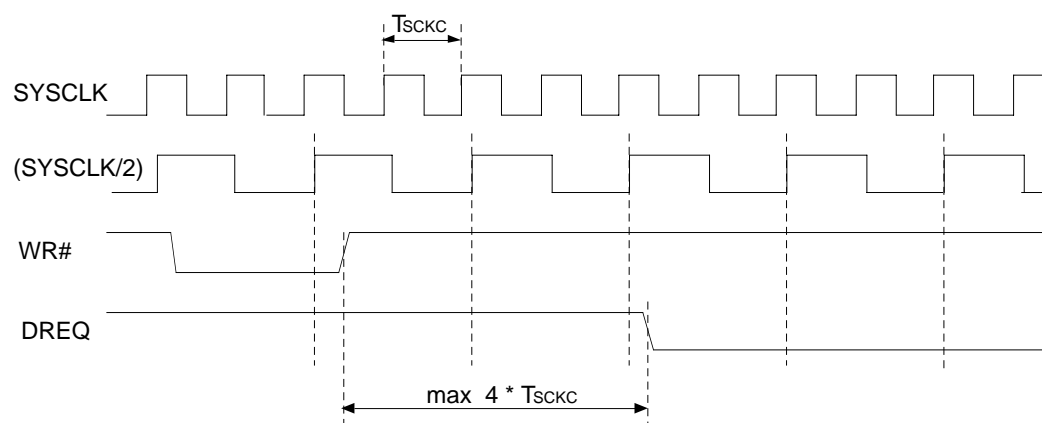 TSCKC
SYSCLK
(SYSCLK/2)
WR#
DREQ
max 4 * TSCKC